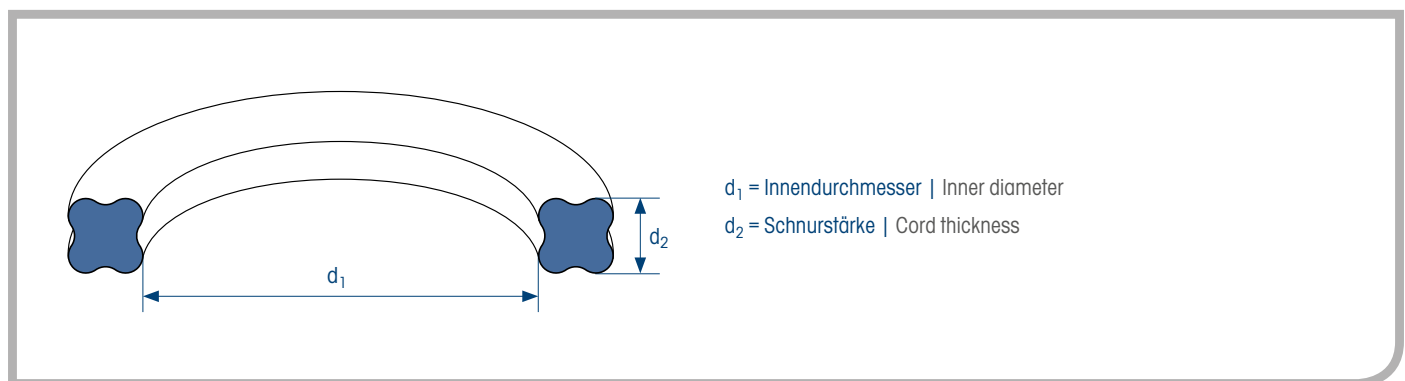 d₁ = Innendurchmesser | Inner diameter
d₂ = Schnurstärke | Cord thickness
d₂
d₁